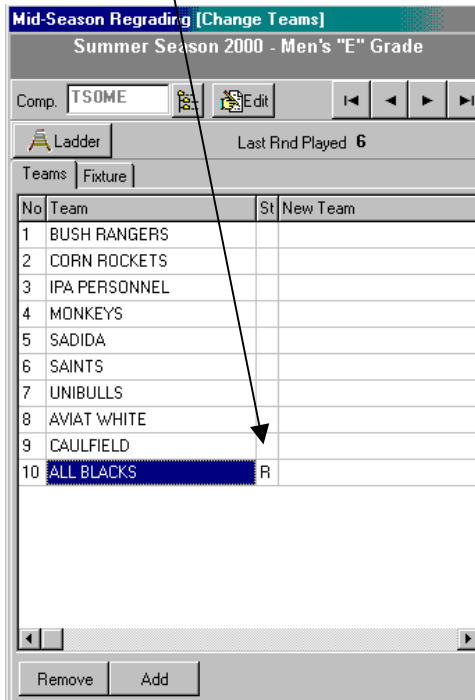 Mid-Season Regrading [Change Teams]
Summer Season 2000 - Men's "E" Grade
Comp. TSOME Edit
Ladder Last Rnd Played 6
Teams Fixture
No Team St New Team
1 BUSH RANGERS
2 CORN ROCKETS
3 IPA PERSONNEL
4 MONKEYS
5 SADIDA
6 SAINTS
7 UNIBULLS
8 AVIAT WHITE
9 CAULFIELD
10 ALL BLACKS R
Remove Add